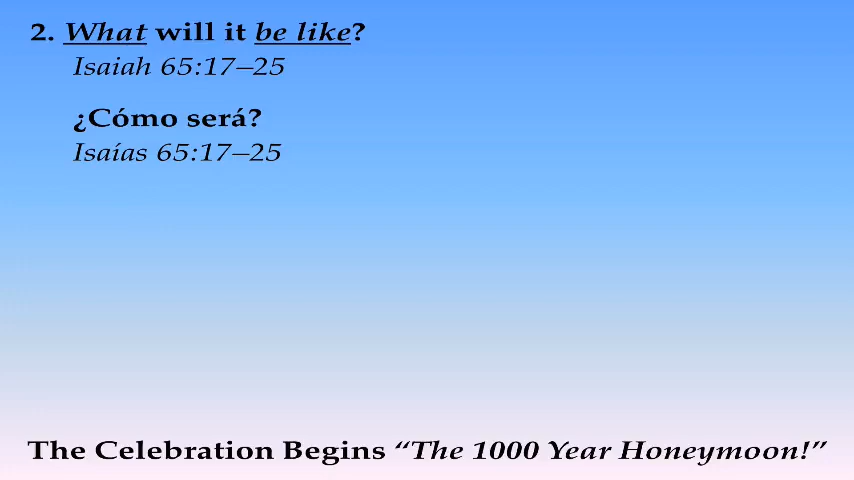 2. What will it be like?
Isaiah 65:17–25
¿Cómo será?
Isaías 65:17–25
The Celebration Begins “The 1000 Year Honeymoon!”